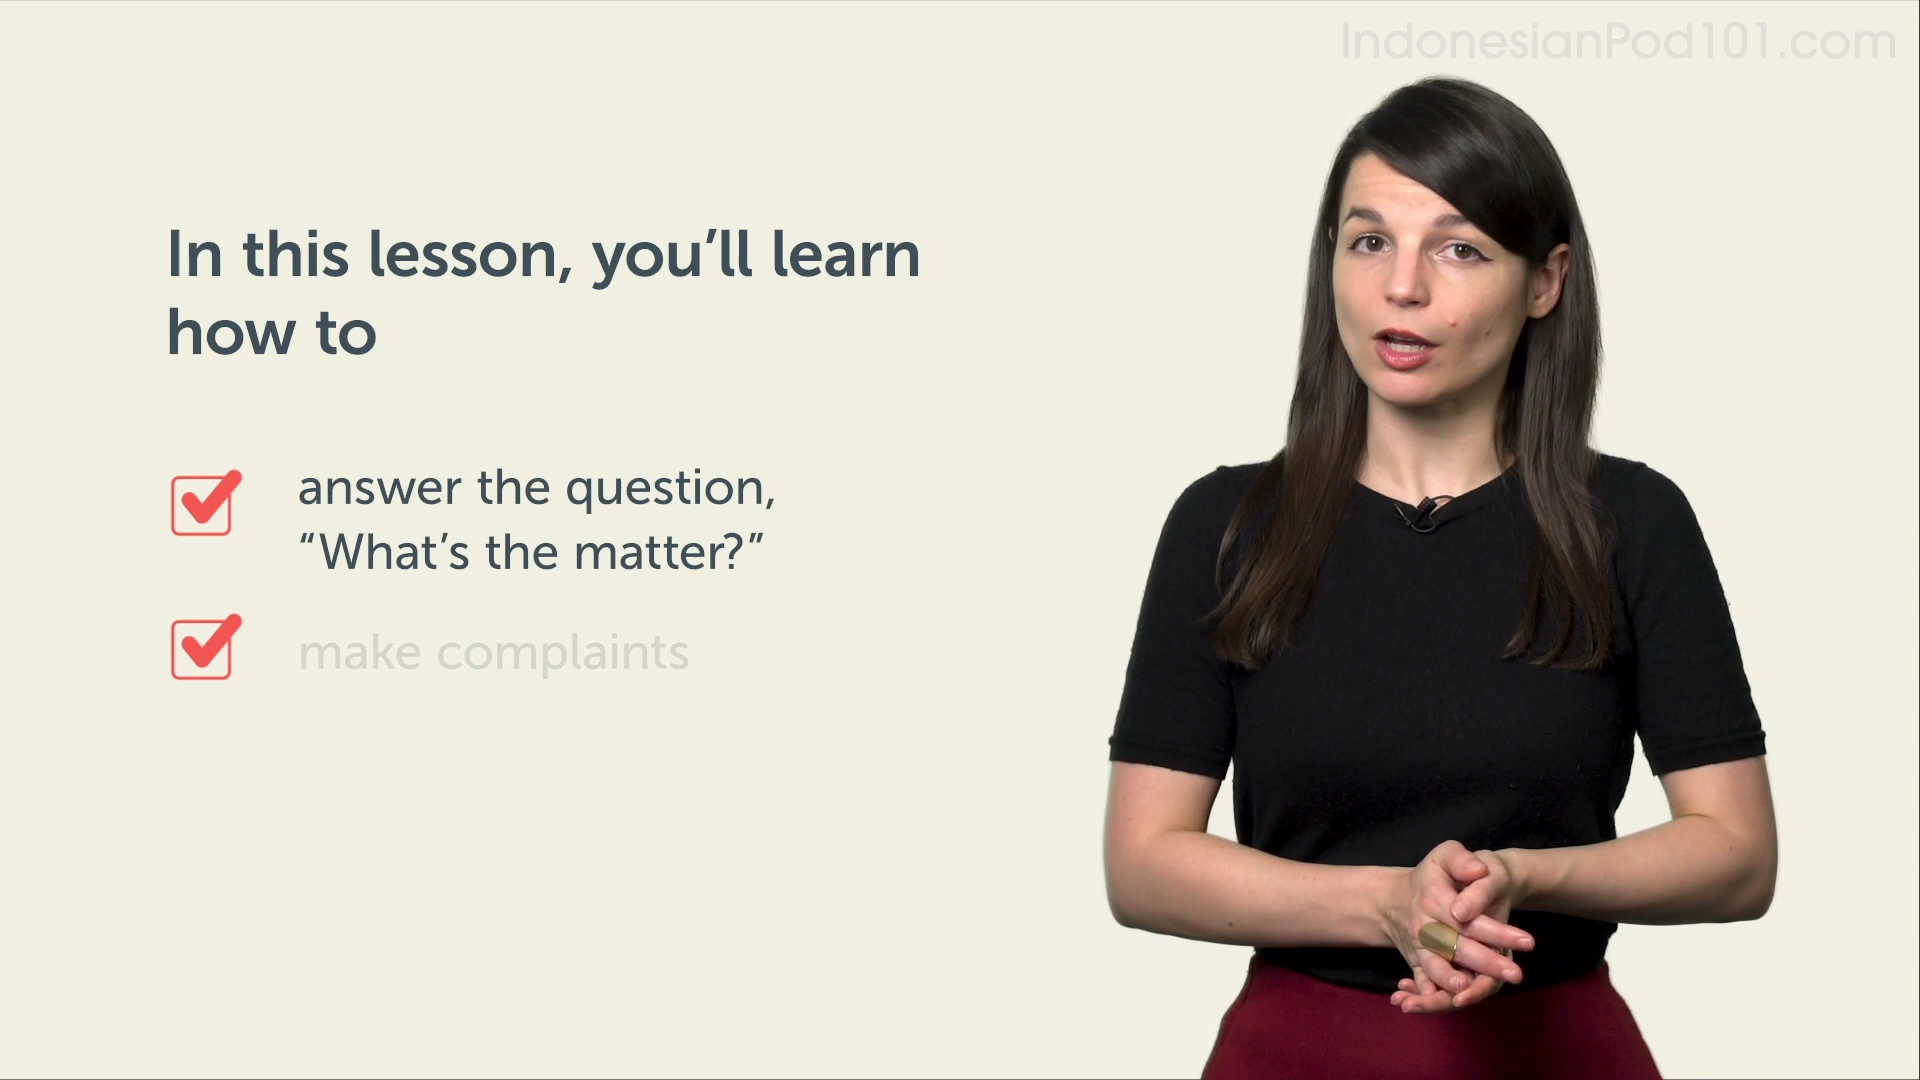 IndonesianPod101.com
In this lesson, you’ll learn
how to
answer the question,
“What’s the matter?”
make complaints